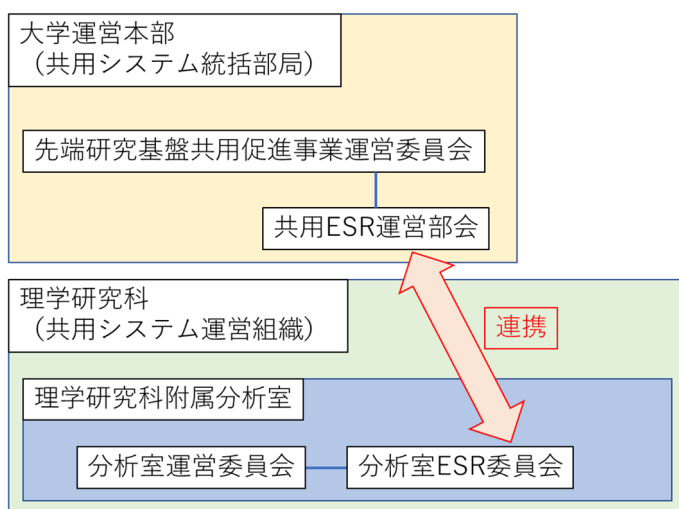 大学運営本部
（共用システム統括部局）
先端研究基盤共用促進事業運営委員会
共用ESR運営部会
理学研究科
（共用システム運営組織）
連携
理学研究科附属分析室
分析室運営委員会
分析室ESR委員会